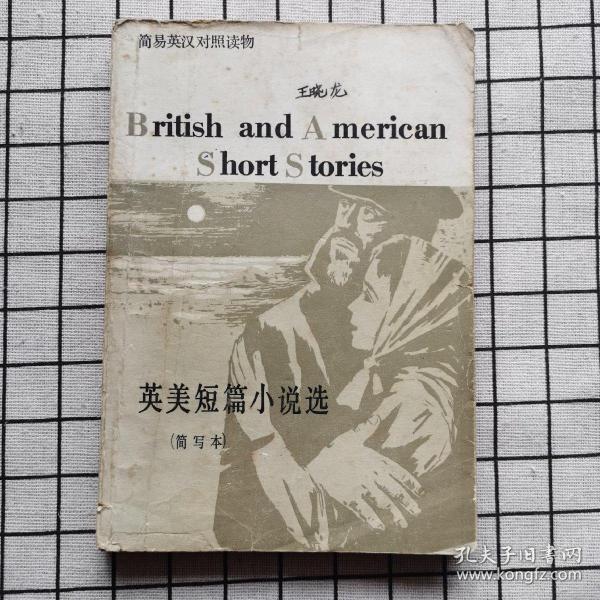 简易英汉对照读物
王晓龙
British and American
Short Stories
英美短篇小说选
(简写本)
孔夫子旧书网
www.kongfz.com